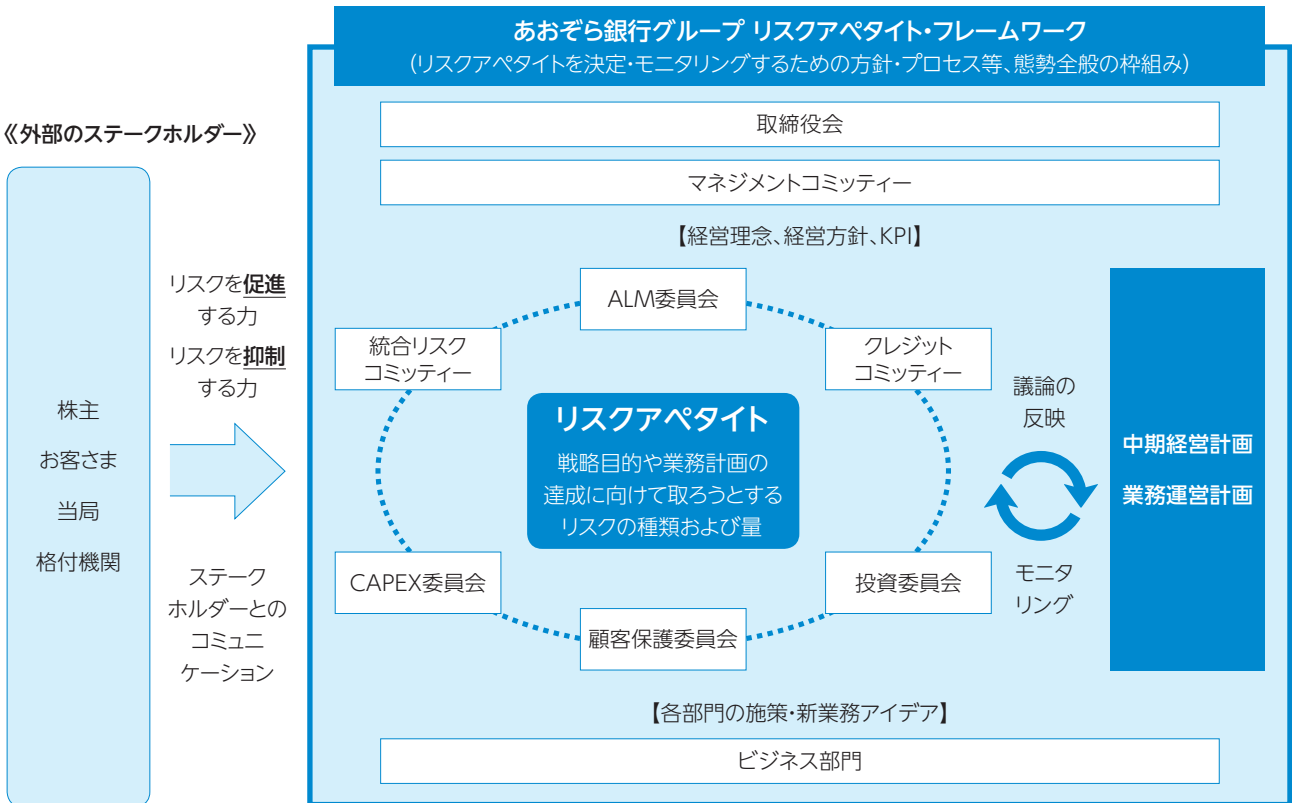 あおぞら銀行グループ リスクアペタイト・フレームワーク
(リスクアペタイトを決定・モニタリングするための方針・プロセス等、態勢全般の枠組み)
《外部のステークホルダー》
株主
お客さま
当局
格付機関
リスクを促進
する力
リスクを抑制
する力
ステーク
ホルダーとの
コミュニ
ケーション
取締役会
マネジメントコミッティー
【経営理念、経営方針、KPI】
ALM委員会
統合リスク
コミッティー
クレジット
コミッティー
リスクアペタイト
戦略目的や業務計画の
達成に向けて取ろうとする
リスクの種類および量
CAPEX委員会
投資委員会
顧客保護委員会
議論の
反映
モニタ
リング
中期経営計画
業務運営計画
【各部門の施策・新業務アイデア】
ビジネス部門